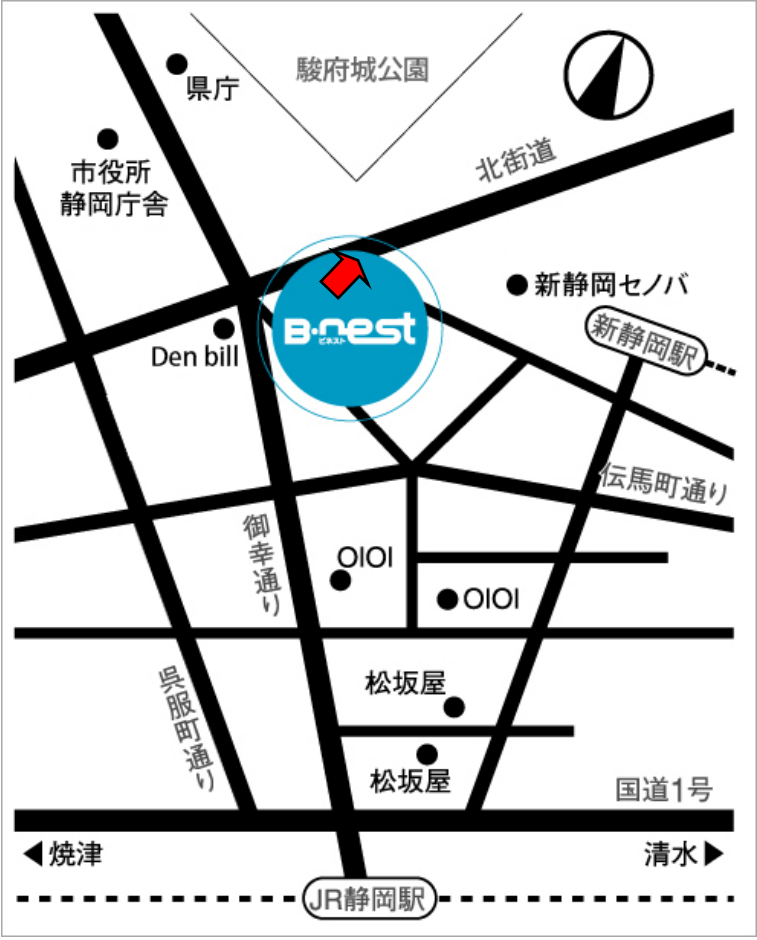 県庁
駿府城公園
市役所
静岡庁舎
北街道
新静岡セノバ
新静岡駅
B・nest
ビネスト
Den bill
伝馬町通り
御幸通り
OIOI
OIOI
呉服町通り
松坂屋
松坂屋
国道1号
焼津
清水
JR静岡駅